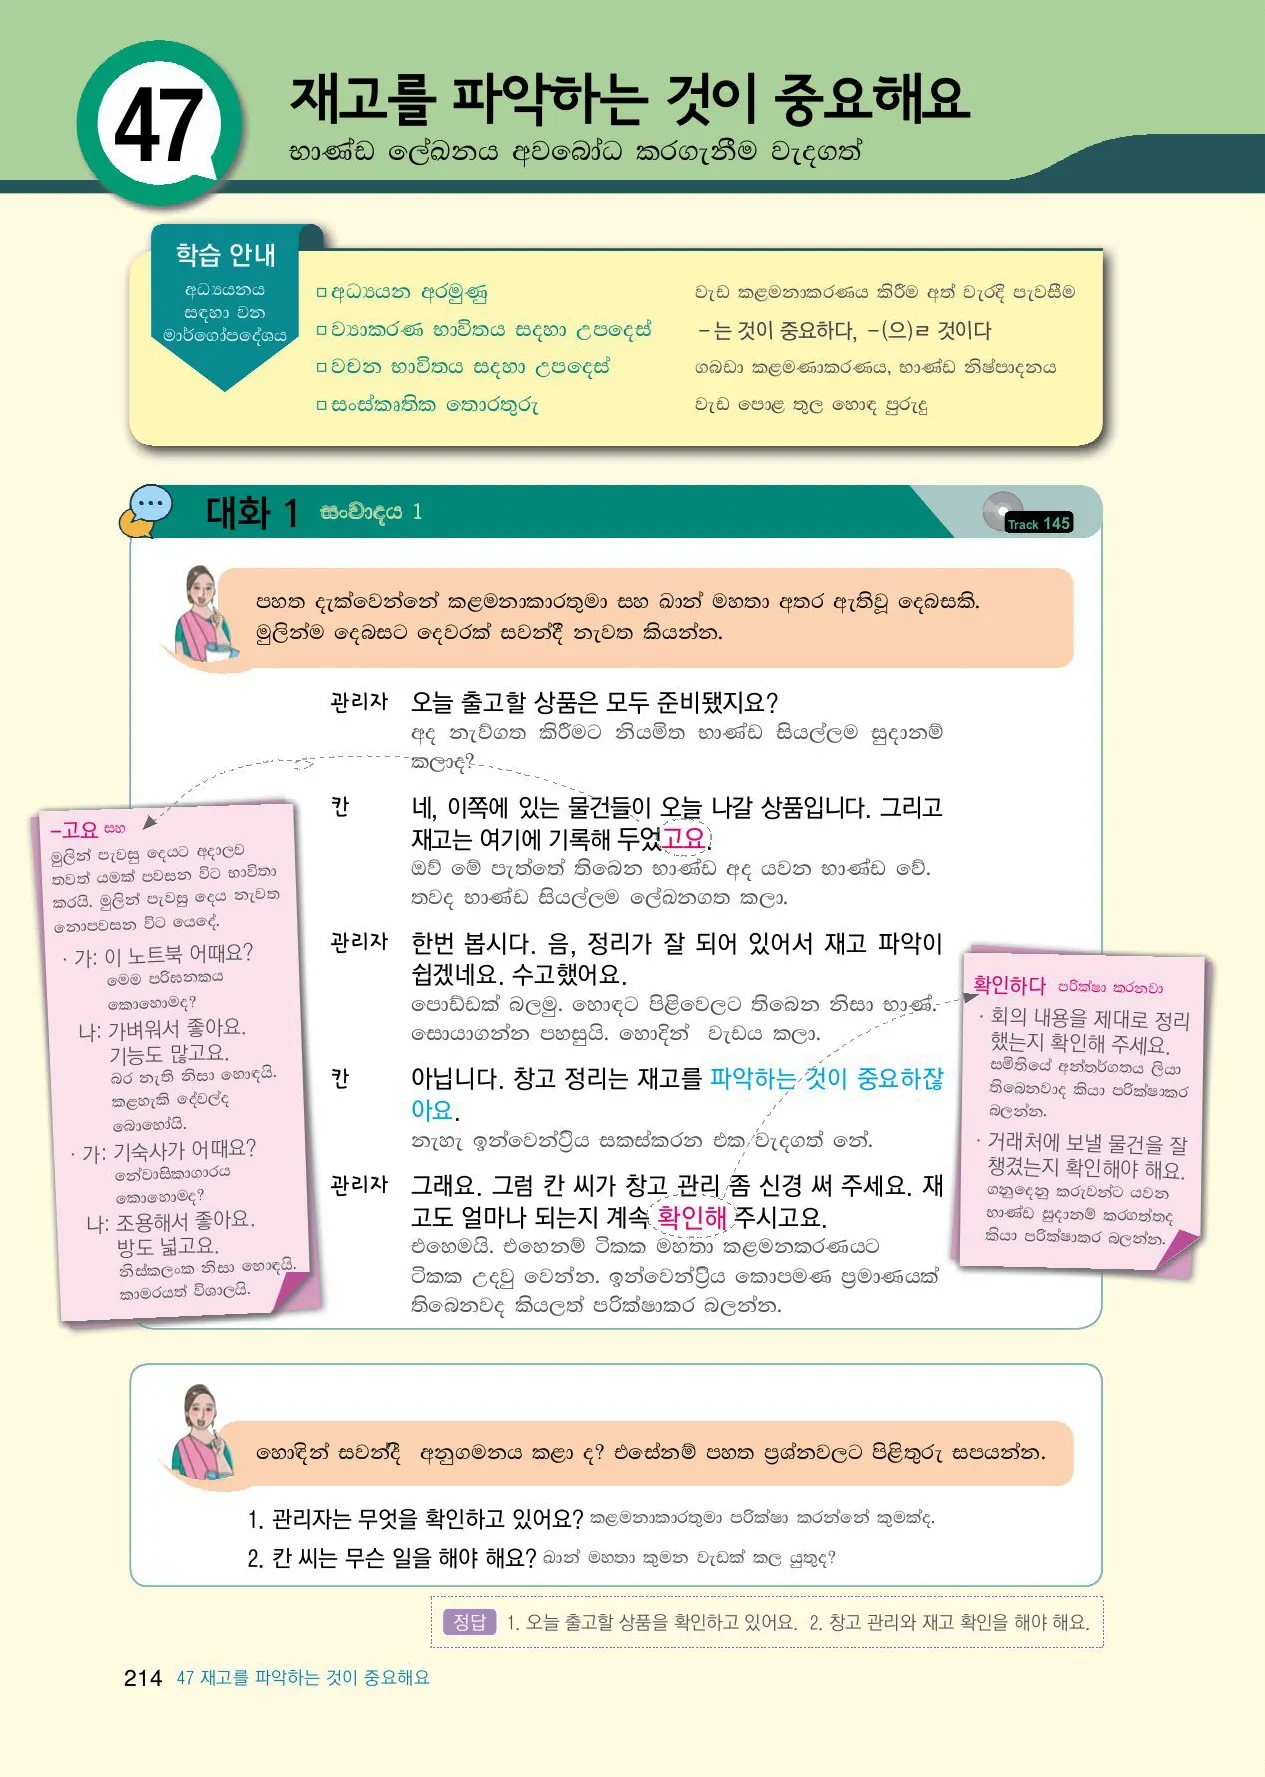 47
재고를 파악하는 것이 중요해요
භාණ්ඩ ලේඛනය අවබෝධ කරගැනීම වැදගත්
학습 안내
අධ්‍යයනය
සඳහා වන
මාර්ගෝපදේශය
□ අධ්‍යයන අරමුණු
වැඩ කළමනාකරණය කිරීම අත් වැරදි පැවසීම
□ ව්‍යාකරණ භාවිතය සදහා උපදෙස්
-는 것이 중요하다, -(으)ㄹ 것이다
□ වචන භාවිතය සදහා උපදෙස්
ගබඩා කළමණාකරණය, භාණ්ඩ නිෂ්පාදනය
□ සංස්කෘතික තොරතුරු
වැඩ පොළ තුල හොඳ පුරුදු
대화 1 සංවාදය 1
Track 145
පහත දැක්වෙන්නේ කළමනාකාරතුමා සහ ඛාන් මහතා අතර ඇතිවූ දෙබසකි.
මුලින්ම දෙබසට දෙවරක් සවන්දී නැවත කියන්න.
관리자 오늘 출고할 상품은 모두 준비됐지요?
අද නැව්ගත කිරීමට නියමිත භාණ්ඩ සියල්ලම සුදානම්
කලාද?
칸 네, 이쪽에 있는 물건들이 오늘 나갈 상품입니다. 그리고
재고는 여기에 기록해 두었고요.
ඔව් මේ පැත්තේ තිබෙන භාණ්ඩ අද යවන භාණ්ඩ වේ.
තවද භාණ්ඩ සියල්ලම ලේඛනගත කලා.
관리자 한번 봅시다. 음, 정리가 잘 되어 있어서 재고 파악이
쉽겠네요. 수고했어요.
පොඩ්ඩක් බලමු. හොඳට පිළිවෙලට තිබෙන නිසා භාණ්.
සොයාගන්න පහසුයි. හොදින් වැඩය කලා.
칸 아닙니다. 창고 정리는 재고를 파악하는 것이 중요하잖
아요.
නැහැ ඉන්වෙන්ට්‍රිය සකස්කරන එක වැදගත් නේ.
관리자 그래요. 그럼 칸 씨가 창고 관리 좀 신경 써 주세요. 재
고도 얼마나 되는지 계속 확인해 주시고요.
එහෙමයි. එහෙනම් ටිකක මහතා කළමනකරණයට
ටිකක උදවු වෙන්න. ඉන්වෙන්ට්‍රිය කොපමණ ප්‍රමාණයක්
තිබෙනවද කියලත් පරික්ෂාකර බලන්න.
-고요 සහ
මුලින් පැවසු දෙයට අදාලව
තවත් යමක් පවසන විට භාවිතා
කරයි. මුලින් පැවසු දෙය නැවත
නොපවසන විට යෙදේ.
· 가: 이 노트북 어때요?
මෙම පරිඝනකය
කොහොමද?
나: 가벼워서 좋아요.
기능도 많고요.
බර නැති නිසා හොඳයි.
කළහැකි දේවල්ද
බොහෝයි.
· 가: 기숙사가 어때요?
නේවාසිකාගාරය
කොහොමද?
나: 조용해서 좋아요.
방도 넓고요.
නිස්කලංක නිසා හොඳයි.
කාමරයත් විශාලයි.
확인하다 පරික්ෂා කරනවා
· 회의 내용을 제대로 정리
했는지 확인해 주세요.
සමිතියේ අන්තර්ගතය ලියා
තිබෙනවාද කියා පරික්ෂාකර
බලන්න.
· 거래처에 보낼 물건을 잘
챙겼는지 확인해야 해요.
ගනුදෙනු කරුවන්ට යවන
භාණ්ඩ සුදානම් කරගත්තද
කියා පරික්ෂාකර බලන්න.
හොඳින් සවන්දී අනුගමනය කළා ද? එසේනම් පහත ප්‍රශ්නවලට පිළිතුරු සපයන්න.
1. 관리자는 무엇을 확인하고 있어요? කළමනාකාරතුමා පරික්ෂා කරන්නේ කුමක්ද.
2. 칸 씨는 무슨 일을 해야 해요? ඛාන් මහතා කුමන වැඩක් කල යුතුද?
정답 1. 오늘 출고할 상품을 확인하고 있어요. 2. 창고 관리와 재고 확인을 해야 해요.
214 47 재고를 파악하는 것이 중요해요